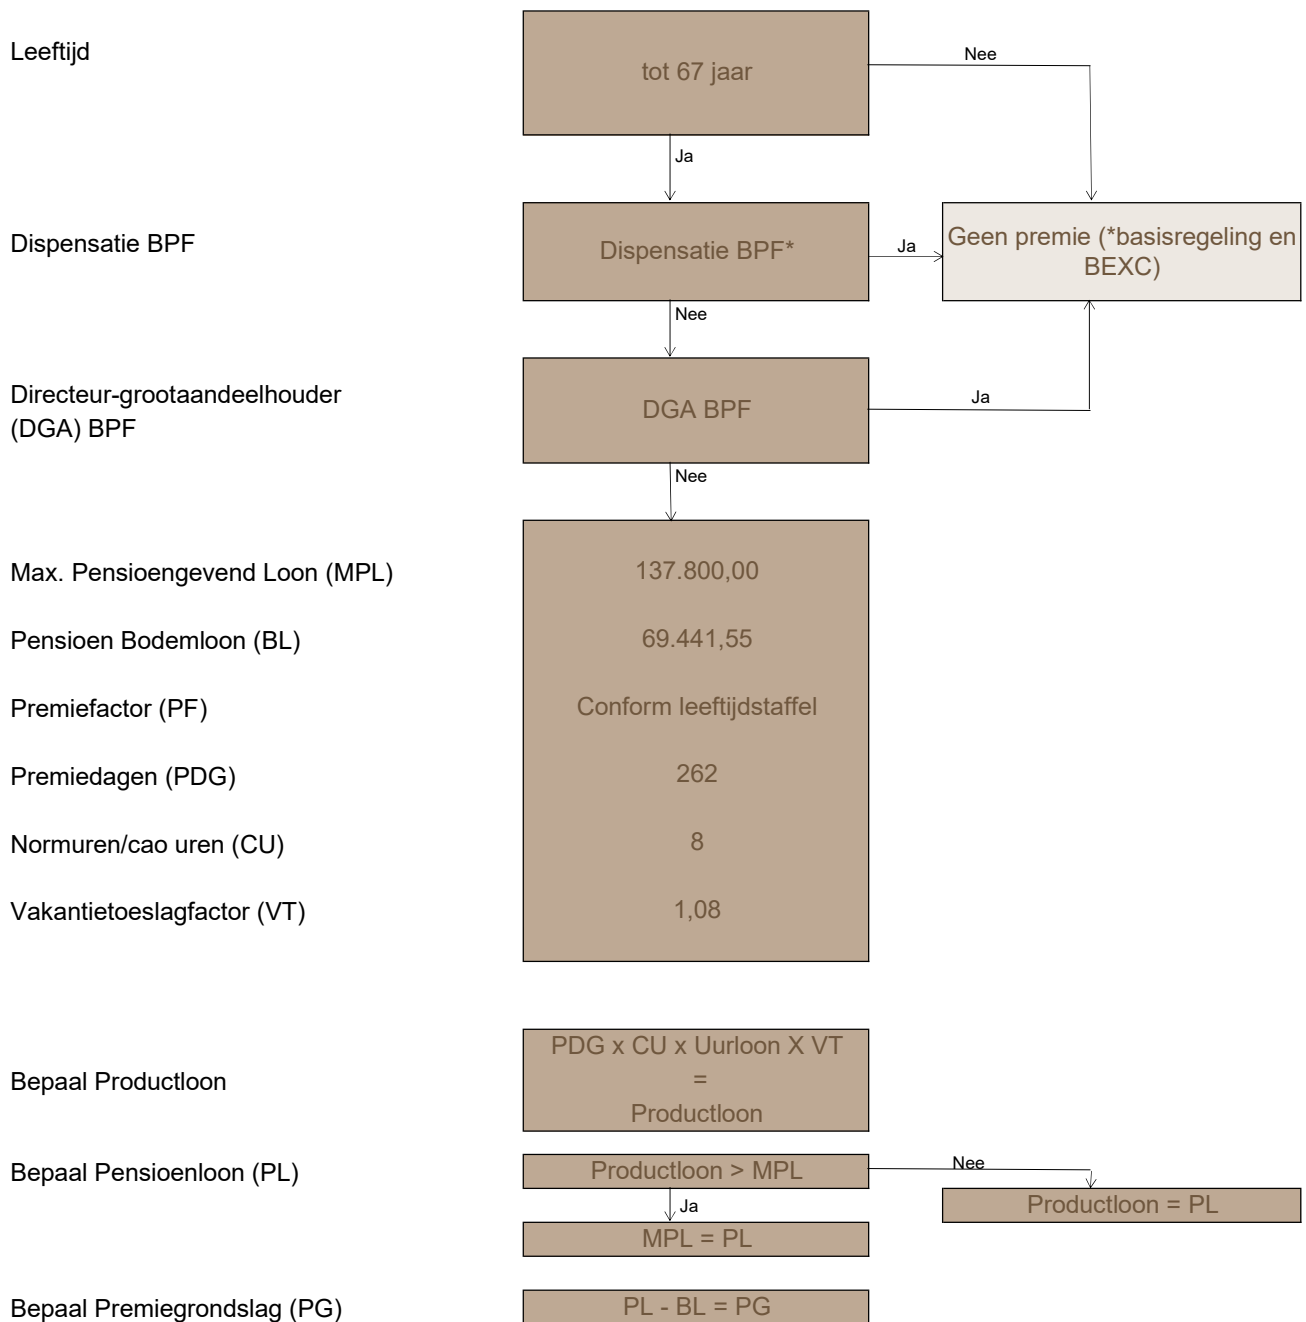 Leeftijd
tot 67 jaar
Nee
Ja
Dispensatie BPF
Dispensatie BPF*
Ja
Geen premie (*basisregeling en
BEXC)
Nee
Directeur-grootaandeelhouder
(DGA) BPF
DGA BPF
Ja
Nee
Max. Pensioengevend Loon (MPL)
137.800,00
Pensioen Bodemloon (BL)
69.441,55
Premiefactor (PF)
Conform leeftijdstaffel
Premiedagen (PDG)
262
Normuren/cao uren (CU)
8
Vakantietoeslagfactor (VT)
1,08
Bepaal Productloon
PDG x CU x Uurloon X VT
=
Productloon
Bepaal Pensioenloon (PL)
Productloon > MPL
Nee
Ja
Productloon = PL
MPL = PL
Bepaal Premiegrondslag (PG)
PL - BL = PG